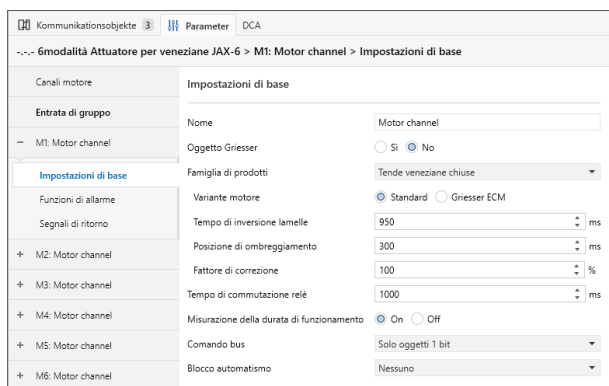 Kommunikationsobjekte 3 Parameter DCA
-.-.- 6modalità Attuatore per veneziane JAX-6 > M1: Motor channel > Impostazioni di base
Canali motore
Entrata di gruppo
− M1: Motor channel
Impostazioni di base
Funzioni di allarme
Segnali di ritorno
+ M2: Motor channel
+ M3: Motor channel
+ M4: Motor channel
+ M5: Motor channel
+ M6: Motor channel
Impostazioni di base
Nome Motor channel
Oggetto Griesser Sì No
Famiglia di prodotti Tende veneziane chiuse
Variante motore Standard Griesser ECM
Tempo di inversione lamelle 950 ms
Posizione di ombreggiamento 300 ms
Fattore di correzione 100 %
Tempo di commutazione relè 1000 ms
Misurazione della durata di funzionamento On Off
Comando bus Solo oggetti 1 bit
Blocco automatismo Nessuno